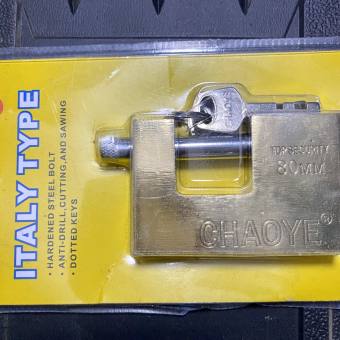 ITALY TYPE
• HARDENED STEEL BOLT
• ANTI-DRILL, CUTTING, AND SAWING
• DOTTED KEYS
TOP SECURITY
80MM
CHAOYE®